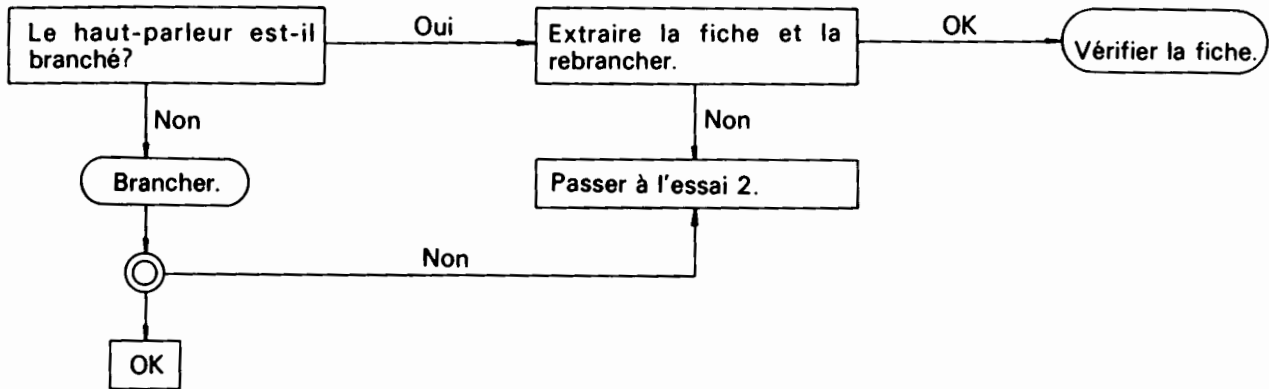 Le haut-parleur est-il
branché?
Oui
Extraire la fiche et la
rebrancher.
OK
Vérifier la fiche.
Non
Non
Brancher.
Passer à l'essai 2.
Non
OK